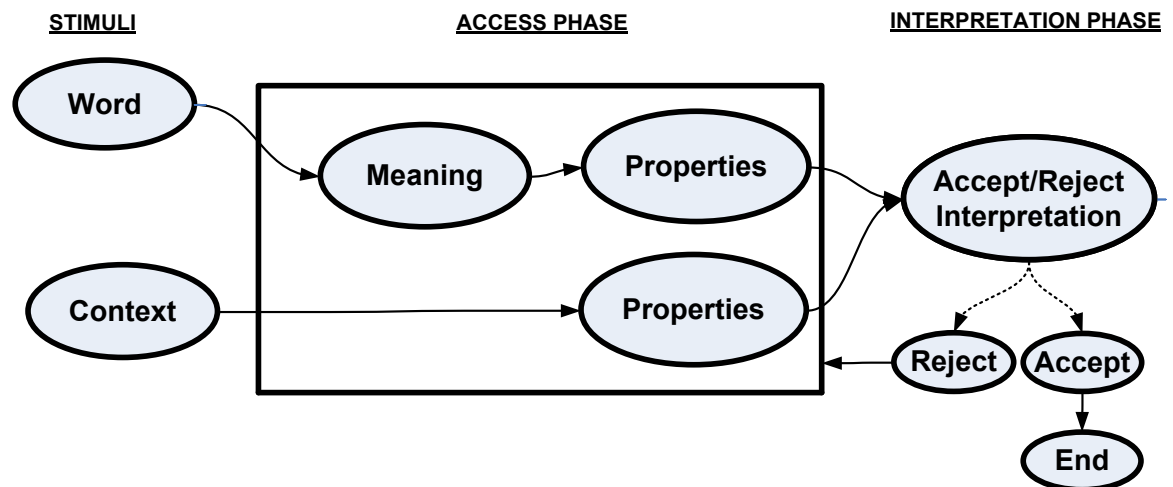 STIMULI
ACCESS PHASE
INTERPRETATION PHASE
Word
Meaning
Properties
Accept/Reject
Interpretation
Context
Properties
Reject
Accept
End